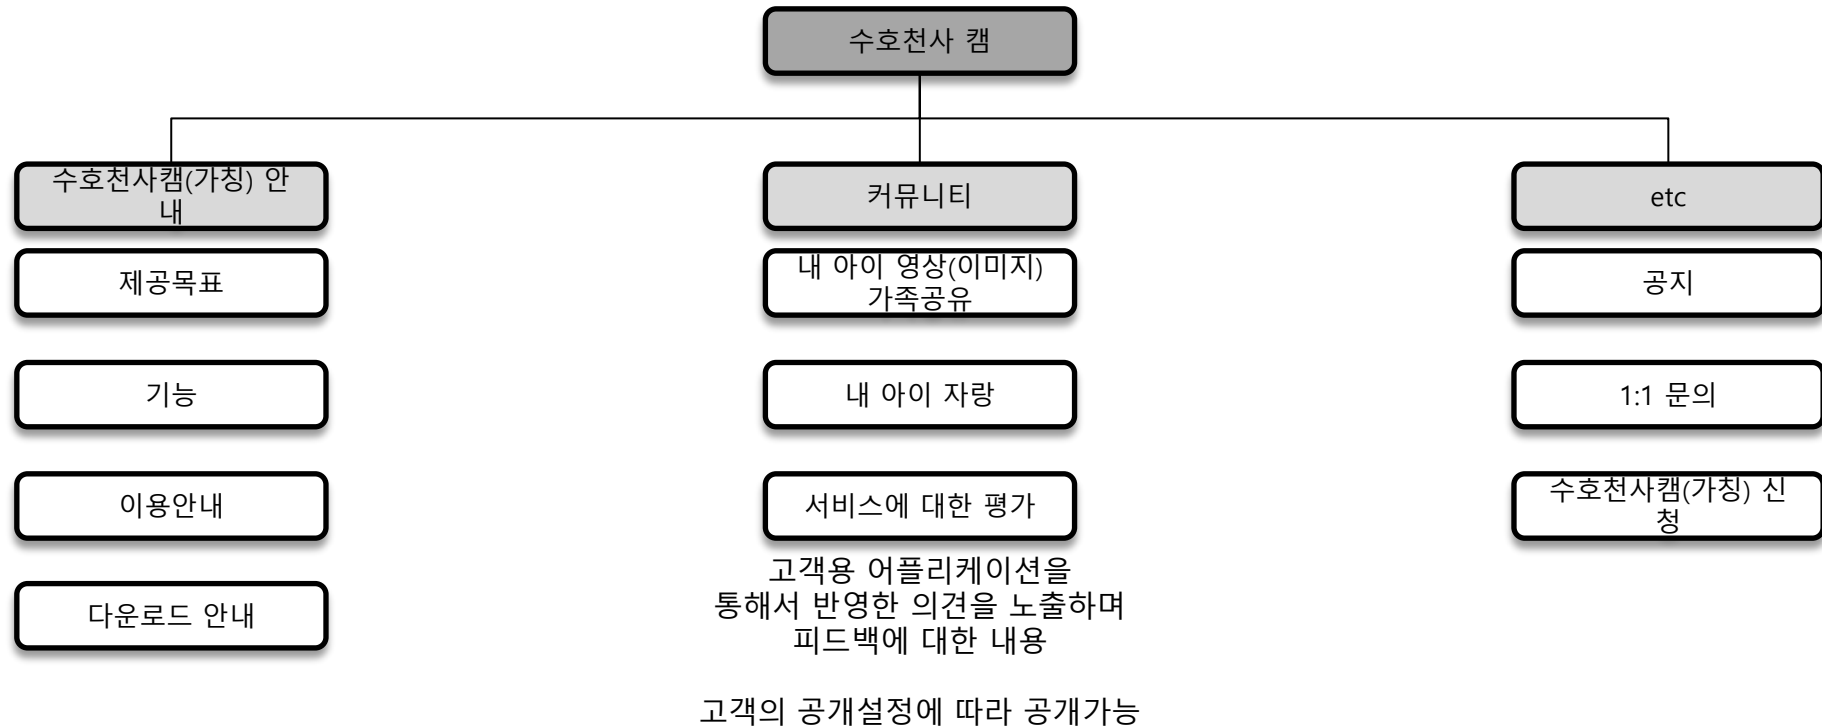 수호천사 캠
수호천사캠(가칭) 안
내
제공목표
기능
이용안내
다운로드 안내
커뮤니티
내 아이 영상(이미지)
가족공유
내 아이 자랑
서비스에 대한 평가
고객용 어플리케이션을
통해서 반영한 의견을 노출하며
피드백에 대한 내용
고객의 공개설정에 따라 공개가능
etc
공지
1:1 문의
수호천사캠(가칭) 신
청